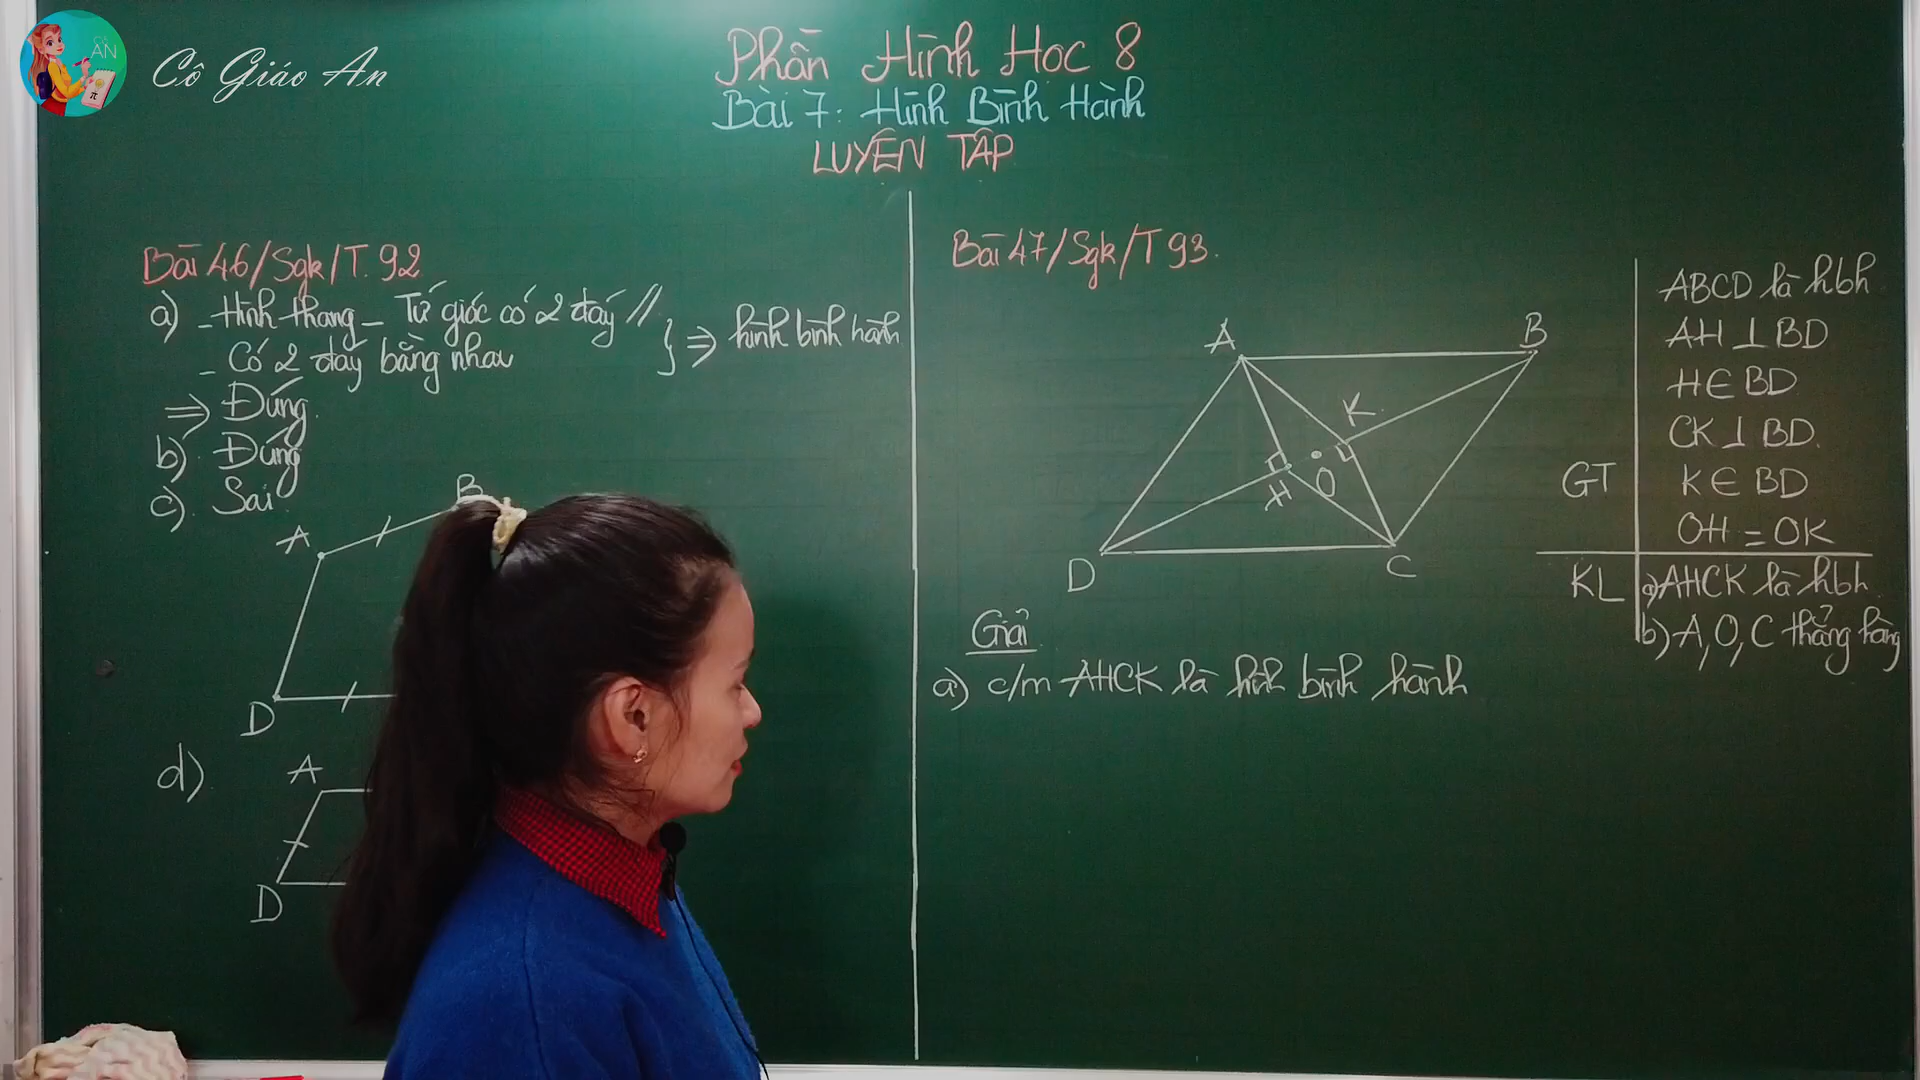 Cô Giáo An
Phần Hình Học 8
Bài 7: Hình Bình Hành
LUYỆN TẬP
Bài 46/Sgk/T.92
a) - Hình thang - Tứ giác có 2 đáy //
- Có 2 đáy bằng nhau
} => hình bình hành
=> Đúng.
b). Đúng
c). Sai
A
B
D
d)
A
D
Bài 47/Sgk/T93.
A
B
K
H
O
D
C
GT
ABCD là hbh
AH ⊥ BD
H ∈ BD
CK ⊥ BD.
K ∈ BD
OH = OK
KL
a) AHCK là hbh.
b) A, O, C thẳng hàng
Giải
a) c/m AHCK là hình bình hành